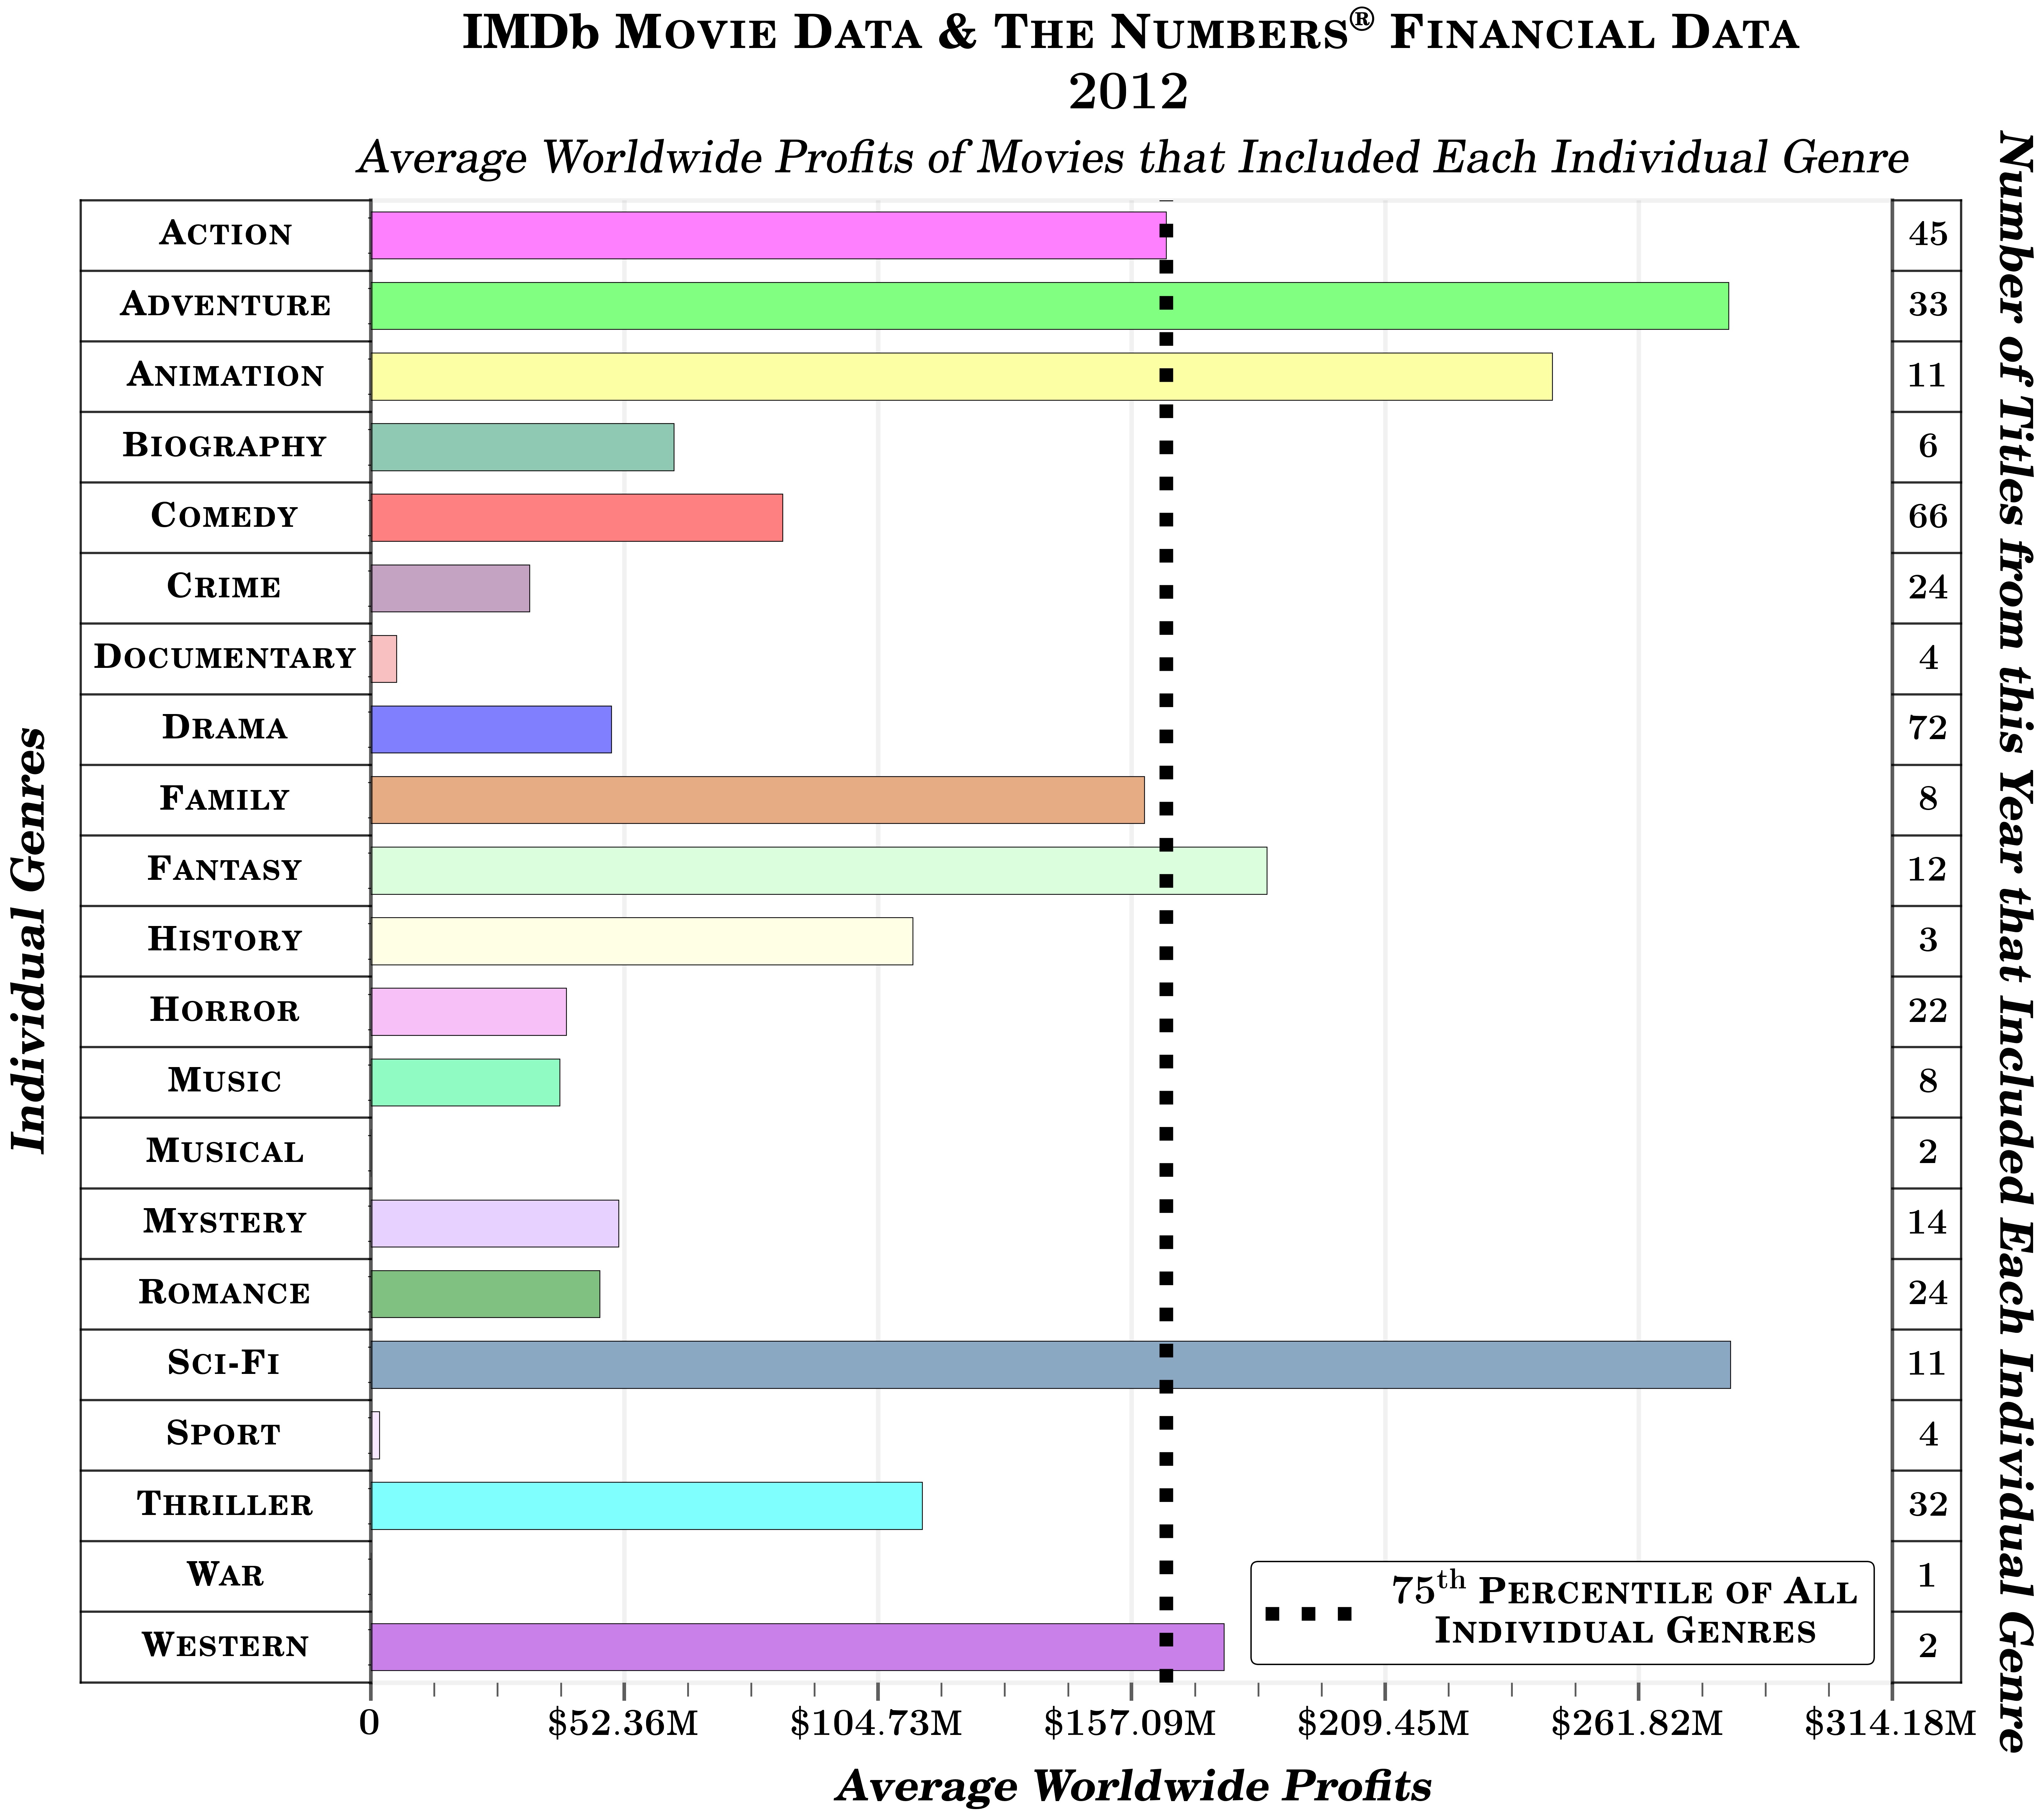 IMDb Movie Data & The Numbers® Financial Data
2012
Average Worldwide Profits of Movies that Included Each Individual Genre
Individual Genres
Number of Titles from this Year that Included Each Individual Genre
Action 45
Adventure 33
Animation 11
Biography 6
Comedy 66
Crime 24
Documentary 4
Drama 72
Family 8
Fantasy 12
History 3
Horror 22
Music 8
Musical 2
Mystery 14
Romance 24
Sci-Fi 11
Sport 4
Thriller 32
War 1
Western 2
75th Percentile of All
Individual Genres
0 $52.36M $104.73M $157.09M $209.45M $261.82M $314.18M
Average Worldwide Profits